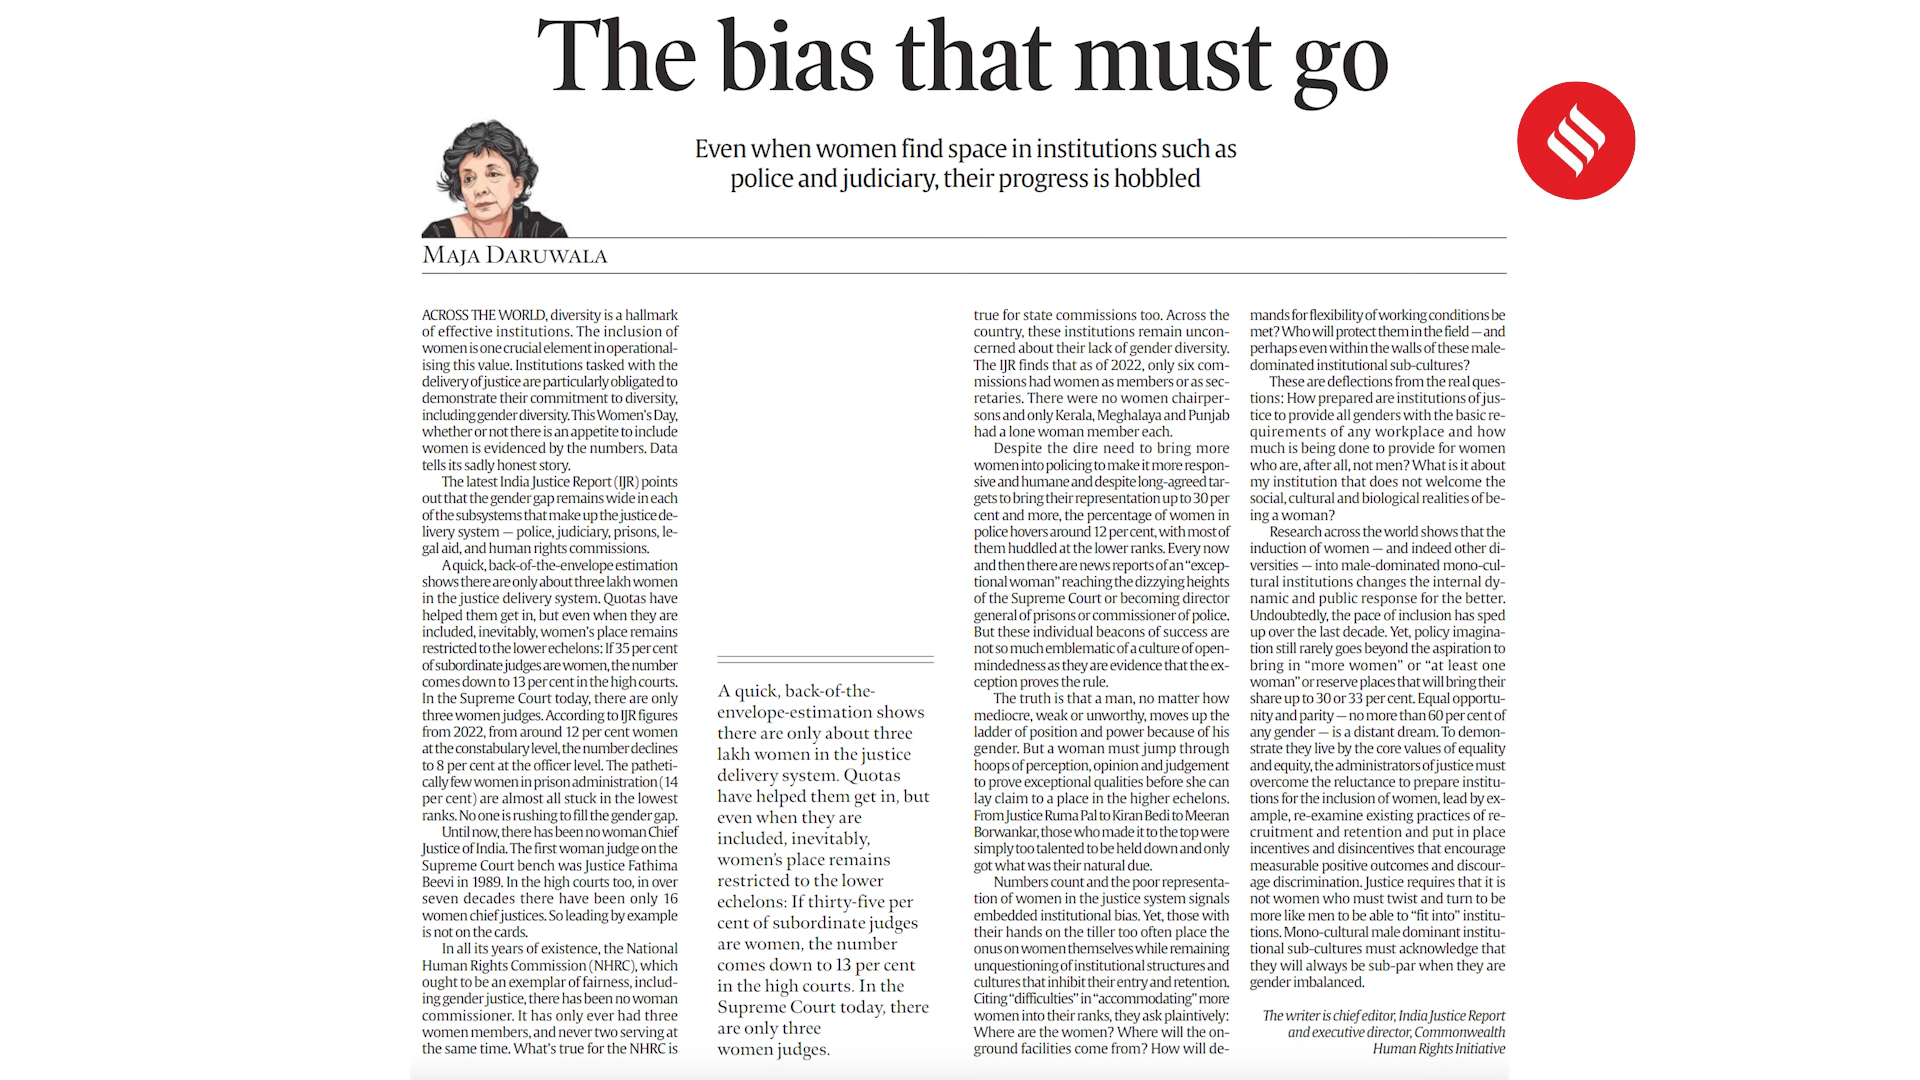 The bias that must go
Even when women find space in institutions such as
police and judiciary, their progress is hobbled
MAJA DARUWALA
ACROSS THE WORLD, diversity is a hallmark
of effective institutions. The inclusion of
women is one crucial element in operational-
ising this value. Institutions tasked with the
delivery of justice are particularly obligated to
demonstrate their commitment to diversity,
including gender diversity. This Women's Day,
whether or not there is an appetite to include
women is evidenced by the numbers. Data
tells its sadly honest story.
The latest India Justice Report (IJR) points
out that the gender gap remains wide in each
of the subsystems that make up the justice de-
livery system — police, judiciary, prisons, le-
gal aid, and human rights commissions.
A quick, back-of-the-envelope estimation
shows there are only about three lakh women
in the justice delivery system. Quotas have
helped them get in, but even when they are
included, inevitably, women's place remains
restricted to the lower echelons: If 35 per cent
of subordinate judges are women, the number
comes down to 13 per cent in the high courts.
In the Supreme Court today, there are only
three women judges. According to IJR figures
from 2022, from around 12 per cent women
at the constabulary level, the number declines
to 8 per cent at the officer level. The patheti-
cally few women in prison administration (14
per cent) are almost all stuck in the lowest
ranks. No one is rushing to fill the gender gap.
Until now, there has been no woman Chief
Justice of India. The first woman judge on the
Supreme Court bench was Justice Fathima
Beevi in 1989. In the high courts too, in over
seven decades there have been only 16
women chief justices. So leading by example
is not on the cards.
In all its years of existence, the National
Human Rights Commission (NHRC), which
ought to be an exemplar of fairness, includ-
ing gender justice, there has been no woman
commissioner. It has only ever had three
women members, and never two serving at
the same time. What's true for the NHRC is
A quick, back-of-the-
envelope-estimation shows
there are only about three
lakh women in the justice
delivery system. Quotas
have helped them get in, but
even when they are
included, inevitably,
women's place remains
restricted to the lower
echelons: If thirty-five per
cent of subordinate judges
are women, the number
comes down to 13 per cent
in the high courts. In the
Supreme Court today, there
are only three
women judges.
true for state commissions too. Across the
country, these institutions remain uncon-
cerned about their lack of gender diversity.
The IJR finds that as of 2022, only six com-
missions had women as members or as sec-
retaries. There were no women chairper-
sons and only Kerala, Meghalaya and Punjab
had a lone woman member each.
Despite the dire need to bring more
women into policing to make it more respon-
sive and humane and despite long-agreed tar-
gets to bring their representation up to 30 per
cent and more, the percentage of women in
police hovers around 12 per cent, with most of
them huddled at the lower ranks. Every now
and then there are news reports of an "excep-
tional woman" reaching the dizzying heights
of the Supreme Court or becoming director
general of prisons or commissioner of police.
But these individual beacons of success are
not so much emblematic of a culture of open-
mindedness as they are evidence that the ex-
ception proves the rule.
The truth is that a man, no matter how
mediocre, weak or unworthy, moves up the
ladder of position and power because of his
gender. But a woman must jump through
hoops of perception, opinion and judgement
to prove exceptional qualities before she can
lay claim to a place in the higher echelons.
From Justice Ruma Pal to Kiran Bedi to Meeran
Borwankar, those who made it to the top were
simply too talented to be held down and only
got what was their natural due.
Numbers count and the poor representa-
tion of women in the justice system signals
embedded institutional bias. Yet, those with
their hands on the tiller too often place the
onus on women themselves while remaining
unquestioning of institutional structures and
cultures that inhibit their entry and retention.
Citing "difficulties" in "accommodating" more
women into their ranks, they ask plaintively:
Where are the women? Where will the on-
ground facilities come from? How will de-
mands for flexibility of working conditions be
met? Who will protect them in the field — and
perhaps even within the walls of these male-
dominated institutional sub-cultures?
These are deflections from the real ques-
tions: How prepared are institutions of jus-
tice to provide all genders with the basic re-
quirements of any workplace and how
much is being done to provide for women
who are, after all, not men? What is it about
my institution that does not welcome the
social, cultural and biological realities of be-
ing a woman?
Research across the world shows that the
induction of women — and indeed other di-
versities — into male-dominated mono-cul-
tural institutions changes the internal dy-
namic and public response for the better.
Undoubtedly, the pace of inclusion has sped
up over the last decade. Yet, policy imagina-
tion still rarely goes beyond the aspiration to
bring in "more women" or "at least one
woman" or reserve places that will bring their
share up to 30 or 33 per cent. Equal opportu-
nity and parity — no more than 60 per cent of
any gender — is a distant dream. To demon-
strate they live by the core values of equality
and equity, the administrators of justice must
overcome the reluctance to prepare institu-
tions for the inclusion of women, lead by ex-
ample, re-examine existing practices of re-
cruitment and retention and put in place
incentives and disincentives that encourage
measurable positive outcomes and discour-
age discrimination. Justice requires that it is
not women who must twist and turn to be
more like men to be able to "fit into" institu-
tions. Mono-cultural male dominant institu-
tional sub-cultures must acknowledge that
they will always be sub-par when they are
gender imbalanced.
The writer is chief editor, India Justice Report
and executive director, Commonwealth
Human Rights Initiative